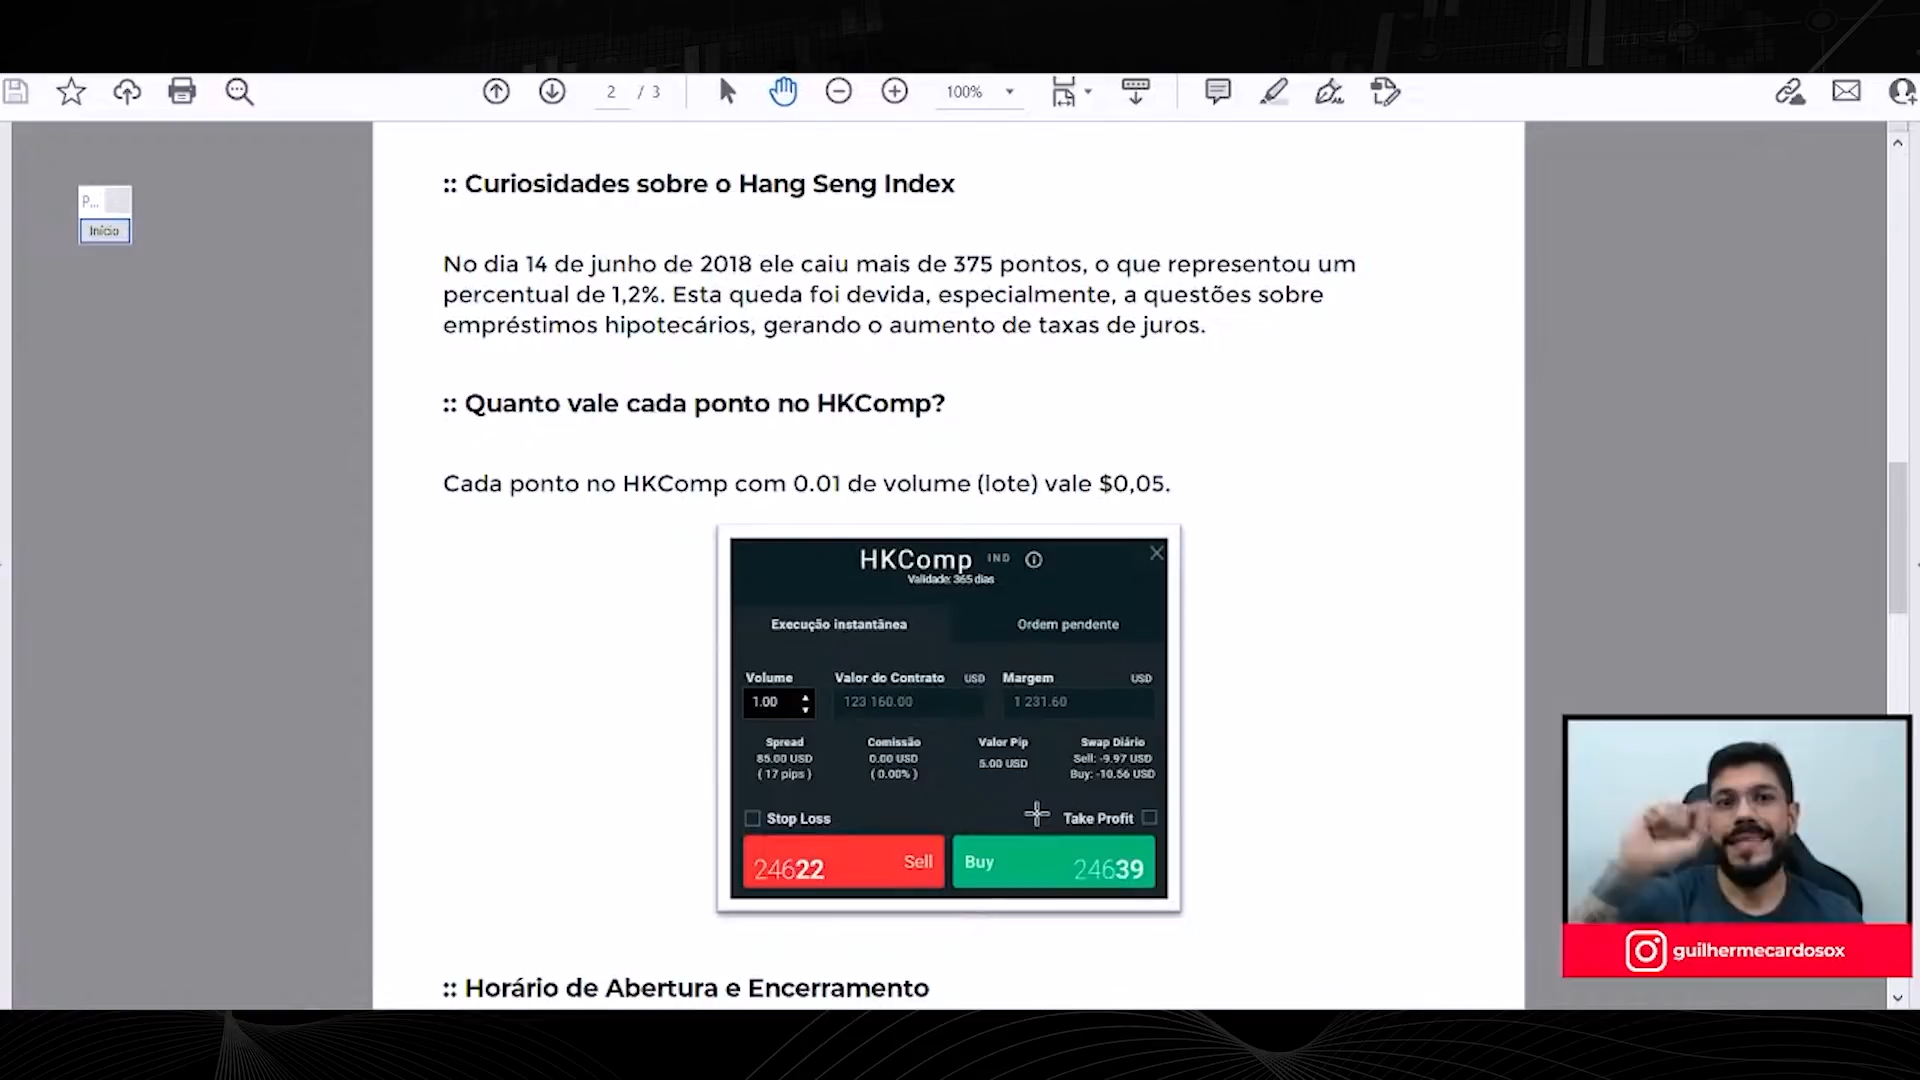 2 / 3
100%
P...
Início
:: Curiosidades sobre o Hang Seng Index
No dia 14 de junho de 2018 ele caiu mais de 375 pontos, o que representou um
percentual de 1,2%. Esta queda foi devida, especialmente, a questões sobre
empréstimos hipotecários, gerando o aumento de taxas de juros.
:: Quanto vale cada ponto no HKComp?
Cada ponto no HKComp com 0.01 de volume (lote) vale $0,05.
HKComp IND
Validade: 365 dias
Execução instantânea Ordem pendente
Volume Valor do Contrato USD Margem USD
1.00 123 160.00 1 231.60
Spread Comissão Valor Pip Swap Diário
85.00 USD 0.00 USD 5.00 USD Sell: -9.97 USD
( 17 pips ) ( 0.00% ) Buy: -10.56 USD
Stop Loss Take Profit
24622 Sell Buy 24639
guilhermecardosox
:: Horário de Abertura e Encerramento